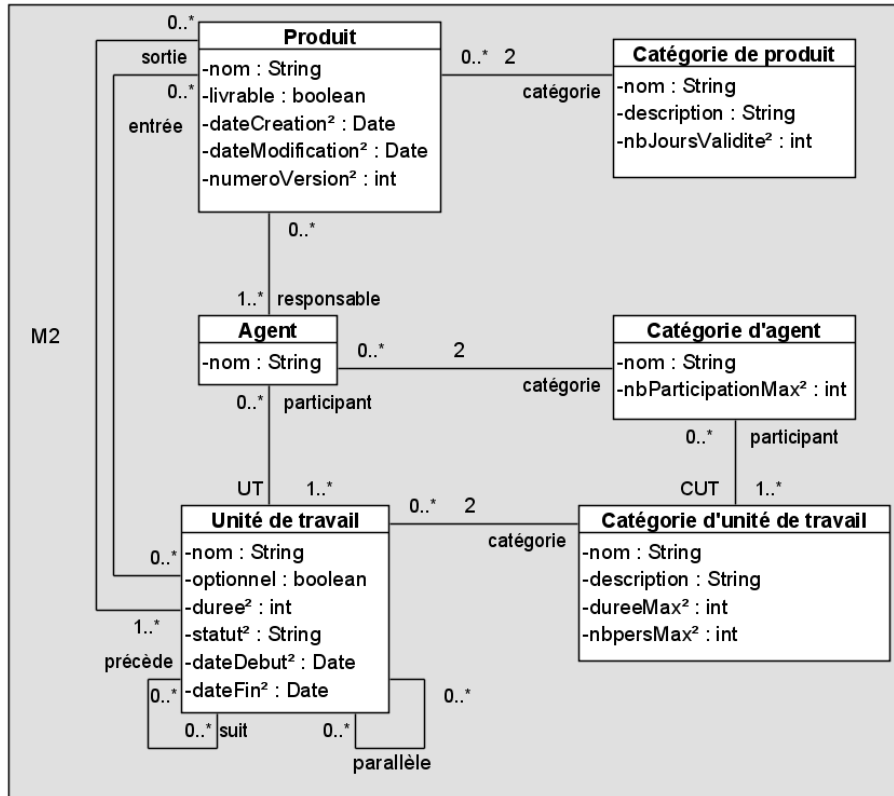 0..*
sortie
0..*
entrée
Produit
-nom : String
-livrable : boolean
-dateCreation² : Date
-dateModification² : Date
-numeroVersion² : int
0..* 2
catégorie
Catégorie de produit
-nom : String
-description : String
-nbJoursValidite² : int
0..*
M2
1..* responsable
Agent
-nom : String
0..* 2
catégorie
Catégorie d'agent
-nom : String
-nbParticipationMax² : int
0..* participant
0..* participant
UT 1..*
CUT 1..*
Unité de travail
-nom : String
-optionnel : boolean
-duree² : int
-statut² : String
-dateDebut² : Date
-dateFin² : Date
0..* 2
catégorie
Catégorie d'unité de travail
-nom : String
-description : String
-dureeMax² : int
-nbpersMax² : int
0..*
1..*
précède
0..*
0..* suit
0..*
0..*
parallèle